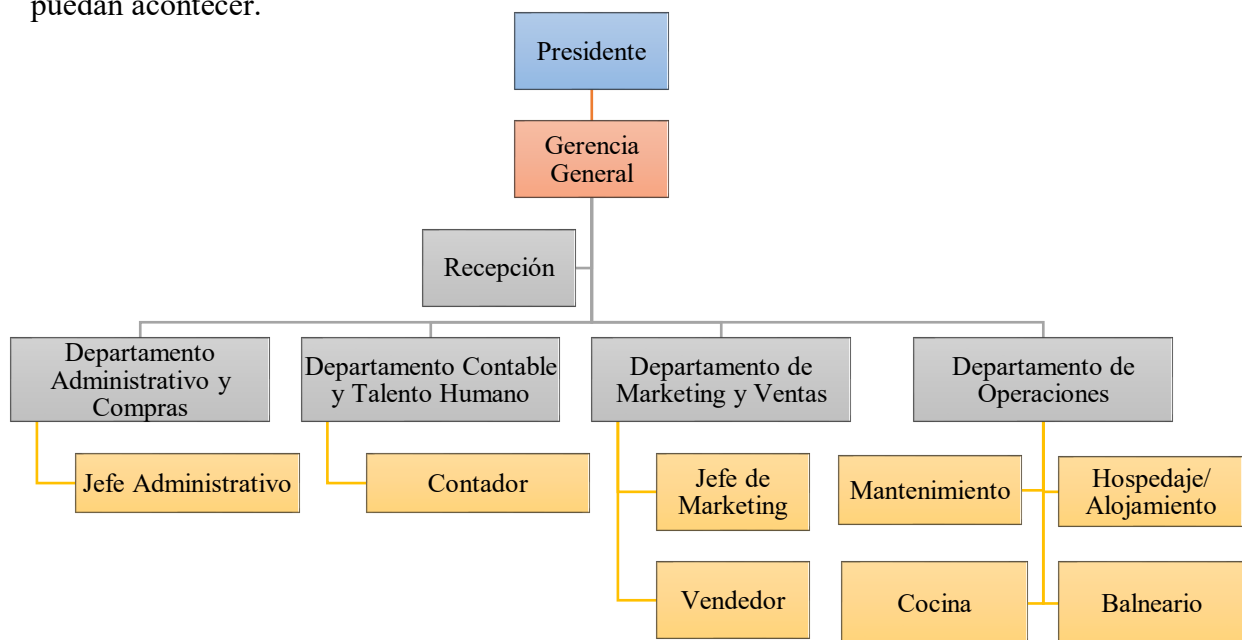 puedan acontecer.
Presidente
Gerencia
General
Recepción
Departamento
Administrativo y
Compras
Departamento Contable
y Talento Humano
Departamento de
Marketing y Ventas
Departamento de
Operaciones
Jefe Administrativo
Contador
Jefe de
Marketing
Mantenimiento
Hospedaje/
Alojamiento
Vendedor
Cocina
Balneario